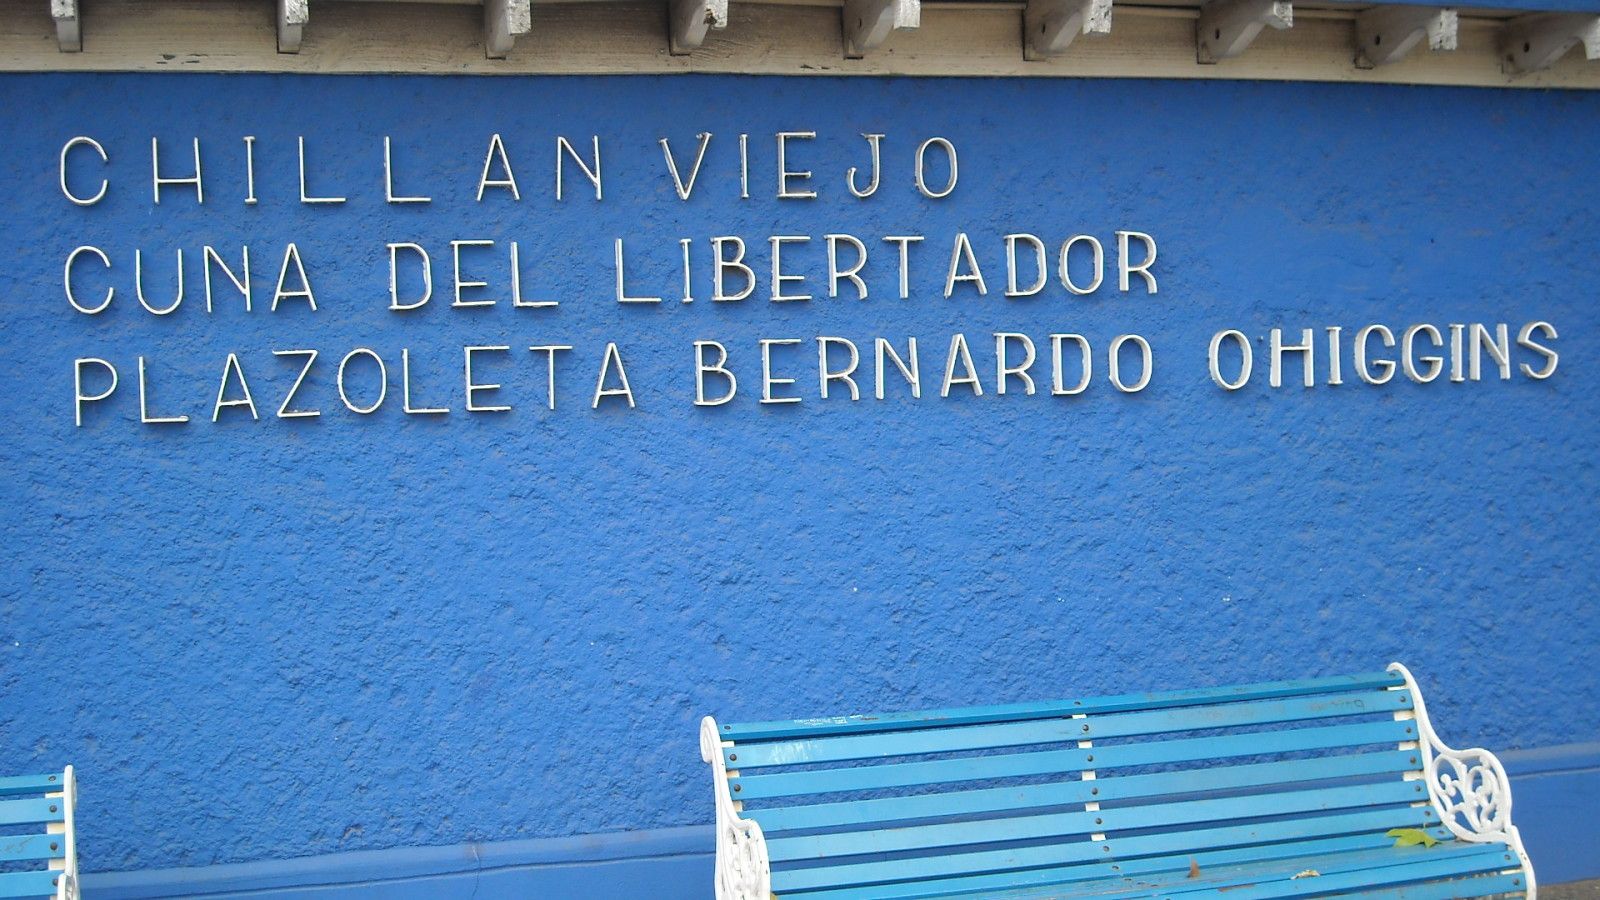 CHILLAN VIEJO
CUNA DEL LIBERTADOR
PLAZOLETA BERNARDO OHIGGINS